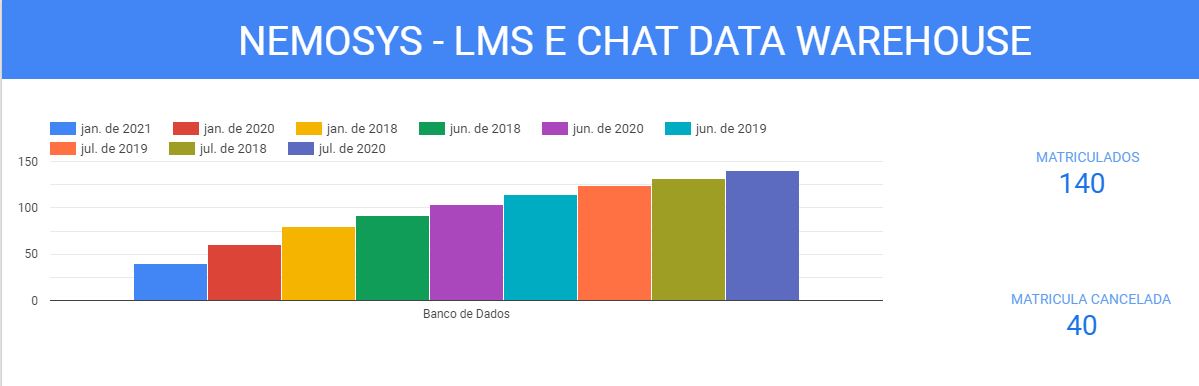 NEMOSYS - LMS E CHAT DATA WAREHOUSE
jan. de 2021 jan. de 2020 jan. de 2018 jun. de 2018 jun. de 2020 jun. de 2019
jul. de 2019 jul. de 2018 jul. de 2020
150
100
50
0
Banco de Dados
MATRICULADOS
140
MATRICULA CANCELADA
40